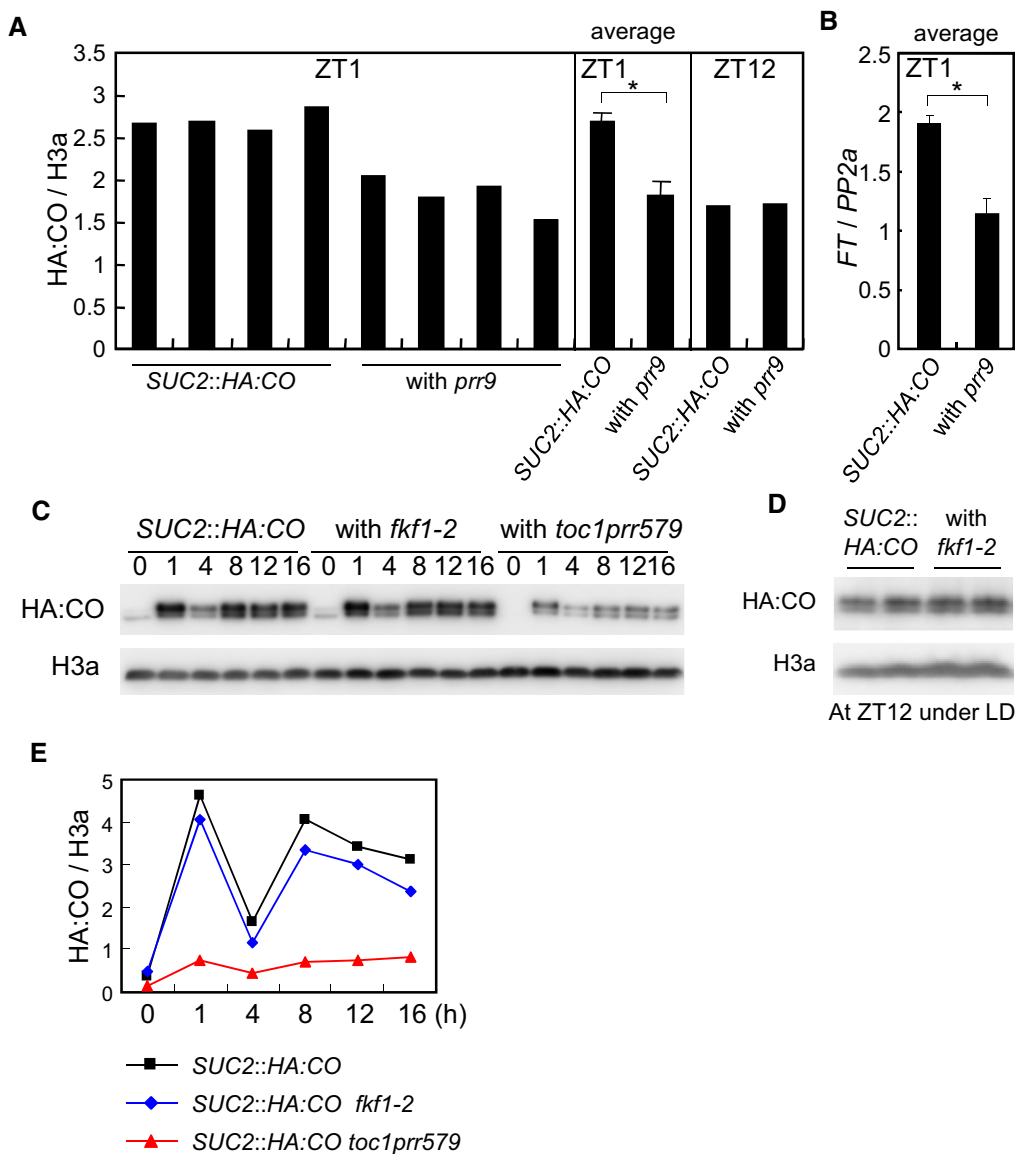 A
average
3.5
3
2.5
2
1.5
1
0.5
0
HA:CO / H3a
ZT1
ZT1
ZT12
*
SUC2::HA:CO
with prr9
SUC2::HA:CO
with prr9
SUC2::HA:CO
with prr9
B
average
ZT1
*
2.5
2
1.5
1
0.5
0
FT / PP2a
SUC2::HA:CO
with prr9
C
SUC2::HA:CO with fkf1-2 with toc1prr579
0 1 4 8 12 16 0 1 4 8 12 16 0 1 4 8 12 16
HA:CO
H3a
D
SUC2:: with
HA:CO fkf1-2
HA:CO
H3a
At ZT12 under LD
E
5
4
3
2
1
0
HA:CO / H3a
0 1 4 8 12 16 (h)
SUC2::HA:CO
SUC2::HA:CO fkf1-2
SUC2::HA:CO toc1prr579